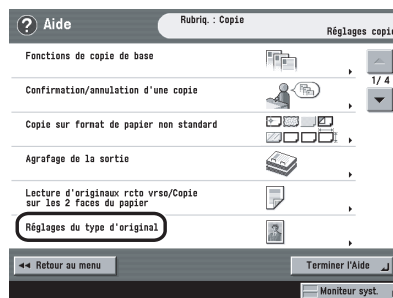 Aide
Rubriq. : Copie
Réglages copie
Fonctions de copie de base
1/ 4
Confirmation/annulation d'une copie
Copie sur format de papier non standard
Agrafage de la sortie
Lecture d'originaux rcto vrso/Copie
sur les 2 faces du papier
Réglages du type d'original
Retour au menu
Terminer l'Aide
Moniteur syst.